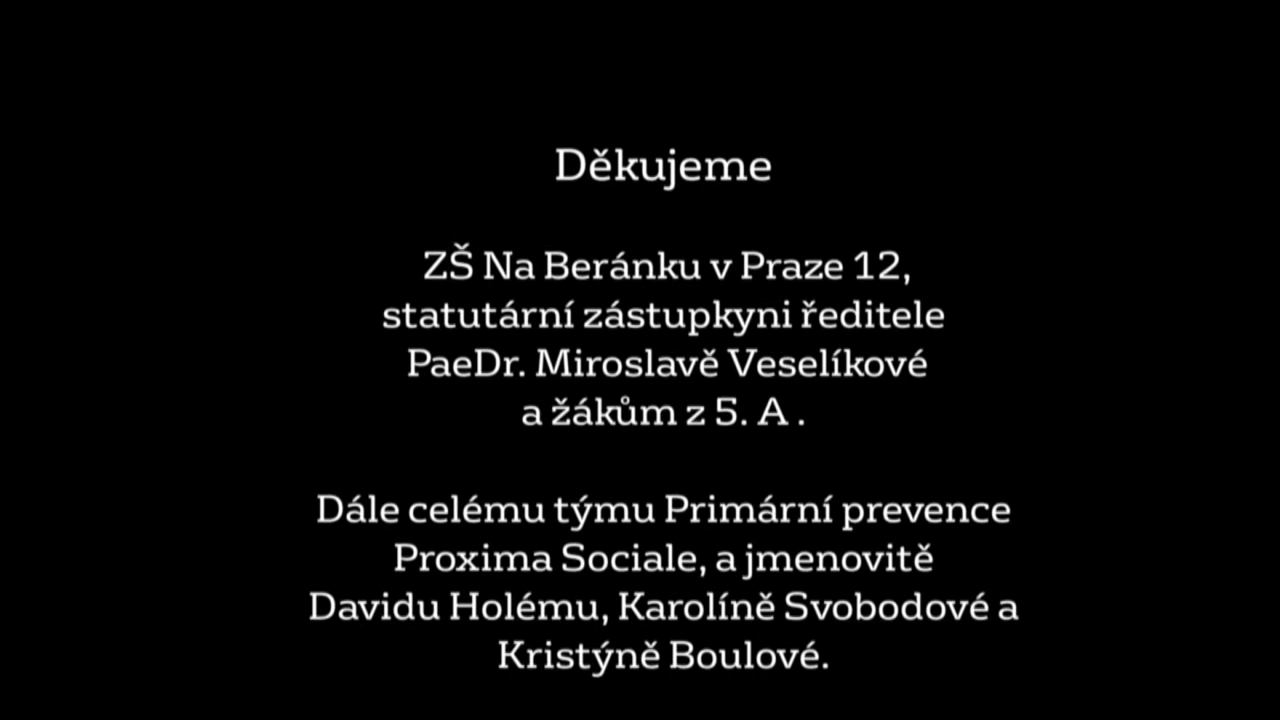 Děkujeme
ZŠ Na Beránku v Praze 12,
statutární zástupkyni ředitele
PaeDr. Miroslavě Veselíkové
a žákům z 5. A .
Dále celému týmu Primární prevence
Proxima Sociale, a jmenovitě
Davidu Holému, Karolíně Svobodové a
Kristýně Boulové.